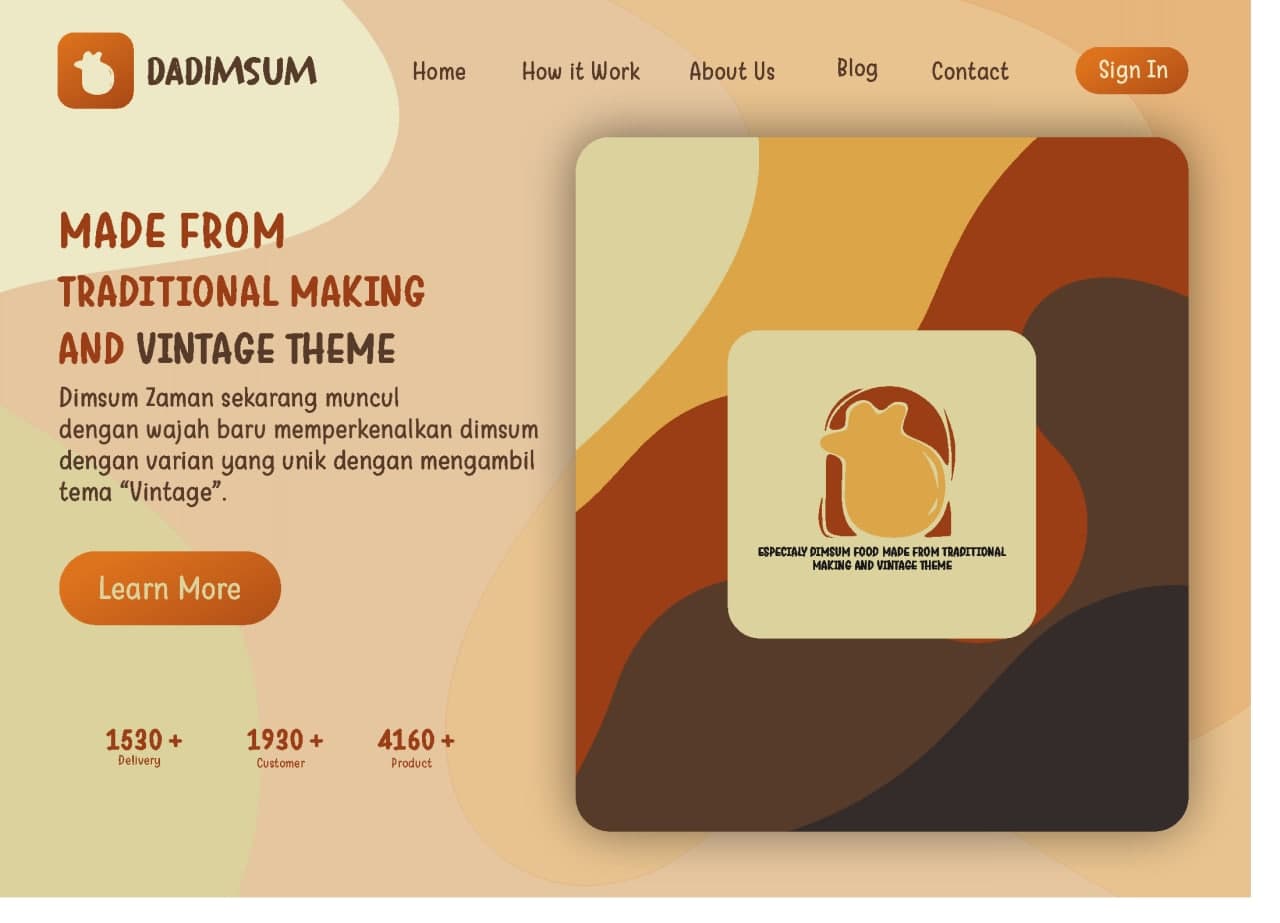 DADIMSUM
Home How it Work About Us Blog Contact Sign In
MADE FROM
TRADITIONAL MAKING
AND VINTAGE THEME
Dimsum Zaman sekarang muncul
dengan wajah baru memperkenalkan dimsum
dengan varian yang unik dengan mengambil
tema “Vintage”.
Learn More
1530 + 1930 + 4160 +
Delivery Customer Product
ESPECIALY DIMSUM FOOD MADE FROM TRADITIONAL
MAKING AND VINTAGE THEME